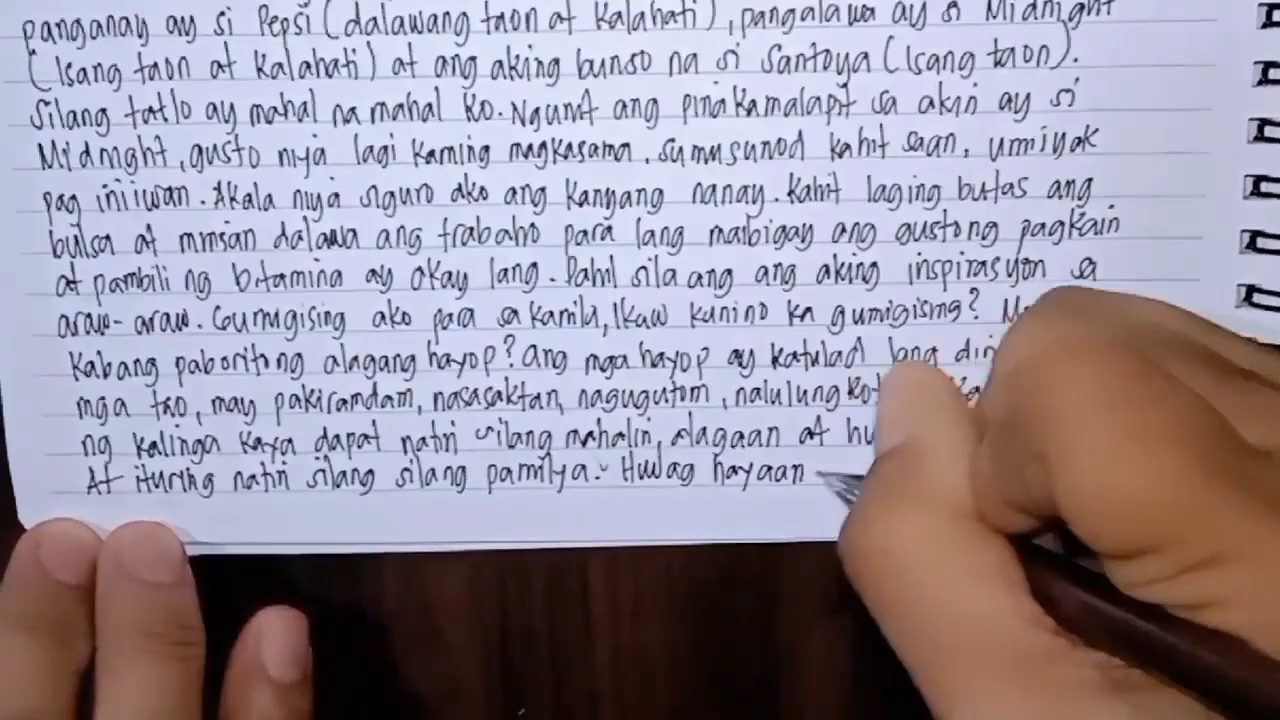 panganay ay si Pepsi (dalawang taon at kalahati), pangalawa ay si Midnight
(Isang taon at kalahati) at ang aking bunso na si Santoya (Isang taon).
Silang tatlo ay mahal na mahal ko. Ngunit ang pinakamalapit sa akin ay si
Midnight, gusto niya lagi kaming magkasama, sumusunod kahit saan, umiiyak
pag iniiwan. Akala niya siguro ako ang kanyang nanay. Kahit laging butas ang
bulsa at minsan dalawa ang trabaho para lang maibigay ang gustong pagkain
at pambili ng bitamina ay okay lang. Dahil sila ang ang aking inspirasyon sa
araw-araw. Gumigising ako para sa kanila, Ikaw kanino ka gumigising?
Kabang paboritong alagang hayop? Ang mga hayop ay katulad lang din
mga tao, may pakiramdam, nasasaktan, nagugutom,
ng kalinga kaya dapat natin silang mahalin, alagaan at
At ituring natin silang silang pamilya. Huwag hayaan